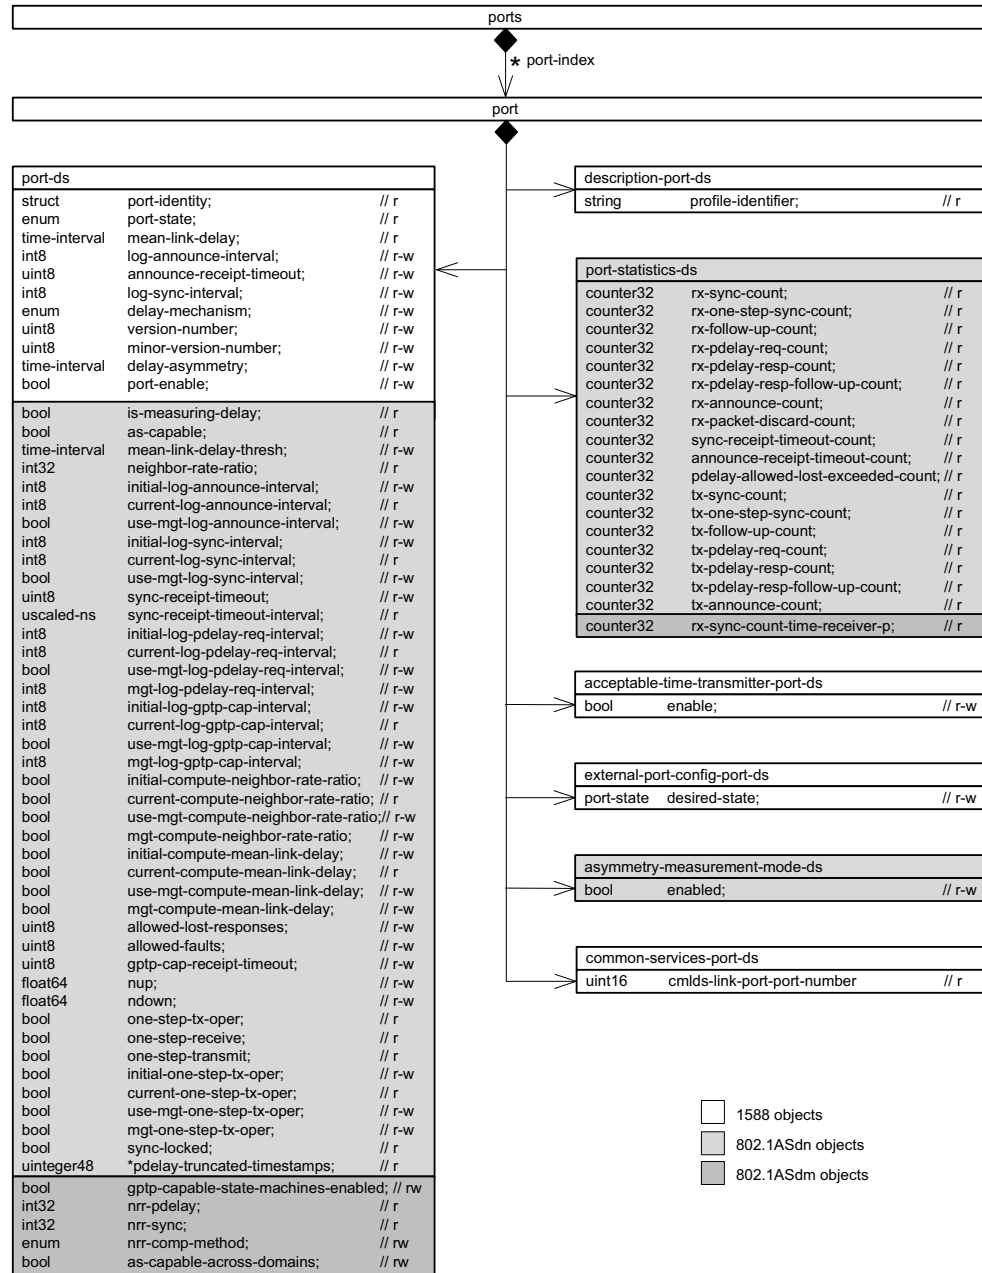 ports
* port-index
port
port-ds
struct port-identity; // r
enum port-state; // r
time-interval mean-link-delay; // r
int8 log-announce-interval; // r-w
uint8 announce-receipt-timeout; // r-w
int8 log-sync-interval; // r-w
enum delay-mechanism; // r-w
uint8 version-number; // r-w
uint8 minor-version-number; // r-w
time-interval delay-asymmetry; // r-w
bool port-enable; // r-w
bool is-measuring-delay; // r
bool as-capable; // r
time-interval mean-link-delay-thresh; // r-w
int32 neighbor-rate-ratio; // r
int8 initial-log-announce-interval; // r-w
int8 current-log-announce-interval; // r
bool use-mgt-log-announce-interval; // r-w
int8 initial-log-sync-interval; // r-w
int8 current-log-sync-interval; // r
bool use-mgt-log-sync-interval; // r-w
uint8 sync-receipt-timeout; // r-w
uscaled-ns sync-receipt-timeout-interval; // r
int8 initial-log-pdelay-req-interval; // r-w
int8 current-log-pdelay-req-interval; // r
bool use-mgt-log-pdelay-req-interval; // r-w
int8 mgt-log-pdelay-req-interval; // r-w
int8 initial-log-gptp-cap-interval; // r-w
int8 current-log-gptp-cap-interval; // r
bool use-mgt-log-gptp-cap-interval; // r-w
int8 mgt-log-gptp-cap-interval; // r-w
bool initial-compute-neighbor-rate-ratio; // r-w
bool current-compute-neighbor-rate-ratio; // r
bool use-mgt-compute-neighbor-rate-ratio; // r-w
bool mgt-compute-neighbor-rate-ratio; // r-w
bool initial-compute-mean-link-delay; // r-w
bool current-compute-mean-link-delay; // r
bool use-mgt-compute-mean-link-delay; // r-w
bool mgt-compute-mean-link-delay; // r-w
uint8 allowed-lost-responses; // r-w
uint8 allowed-faults; // r-w
uint8 gptp-cap-receipt-timeout; // r-w
float64 nup; // r-w
float64 ndown; // r-w
bool one-step-tx-oper; // r
bool one-step-receive; // r
bool one-step-transmit; // r
bool initial-one-step-tx-oper; // r-w
bool current-one-step-tx-oper; // r
bool use-mgt-one-step-tx-oper; // r-w
bool mgt-one-step-tx-oper; // r-w
bool sync-locked; // r
uinteger48 *pdelay-truncated-timestamps; // r
bool gptp-capable-state-machines-enabled; // rw
int32 nrr-pdelay; // r
int32 nrr-sync; // r
enum nrr-comp-method; // rw
bool as-capable-across-domains; // rw
description-port-ds
string profile-identifier; // r
port-statistics-ds
counter32 rx-sync-count; // r
counter32 rx-one-step-sync-count; // r
counter32 rx-follow-up-count; // r
counter32 rx-pdelay-req-count; // r
counter32 rx-pdelay-resp-count; // r
counter32 rx-pdelay-resp-follow-up-count; // r
counter32 rx-announce-count; // r
counter32 rx-packet-discard-count; // r
counter32 sync-receipt-timeout-count; // r
counter32 announce-receipt-timeout-count; // r
counter32 pdelay-allowed-lost-exceeded-count; // r
counter32 tx-sync-count; // r
counter32 tx-one-step-sync-count; // r
counter32 tx-follow-up-count; // r
counter32 tx-pdelay-req-count; // r
counter32 tx-pdelay-resp-count; // r
counter32 tx-pdelay-resp-follow-up-count; // r
counter32 tx-announce-count; // r
counter32 rx-sync-count-time-receiver-p; // r
acceptable-time-transmitter-port-ds
bool enable; // r-w
external-port-config-port-ds
port-state desired-state; // r-w
asymmetry-measurement-mode-ds
bool enabled; // r-w
common-services-port-ds
uint16 cmlds-link-port-port-number // r
1588 objects
802.1ASdn objects
802.1ASdm objects